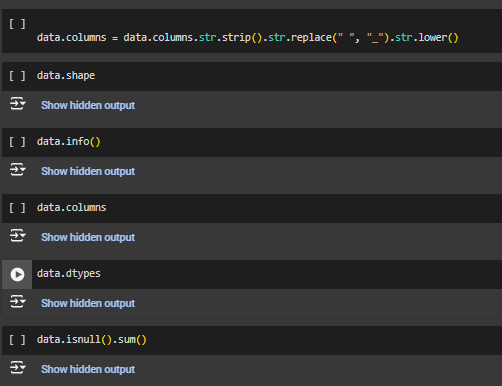 [ ]
data.columns = data.columns.str.strip().str.replace(" ", "_").str.lower()
[ ] data.shape
Show hidden output
[ ] data.info()
Show hidden output
[ ] data.columns
Show hidden output
data.dtypes
Show hidden output
[ ] data.isnull().sum()
Show hidden output